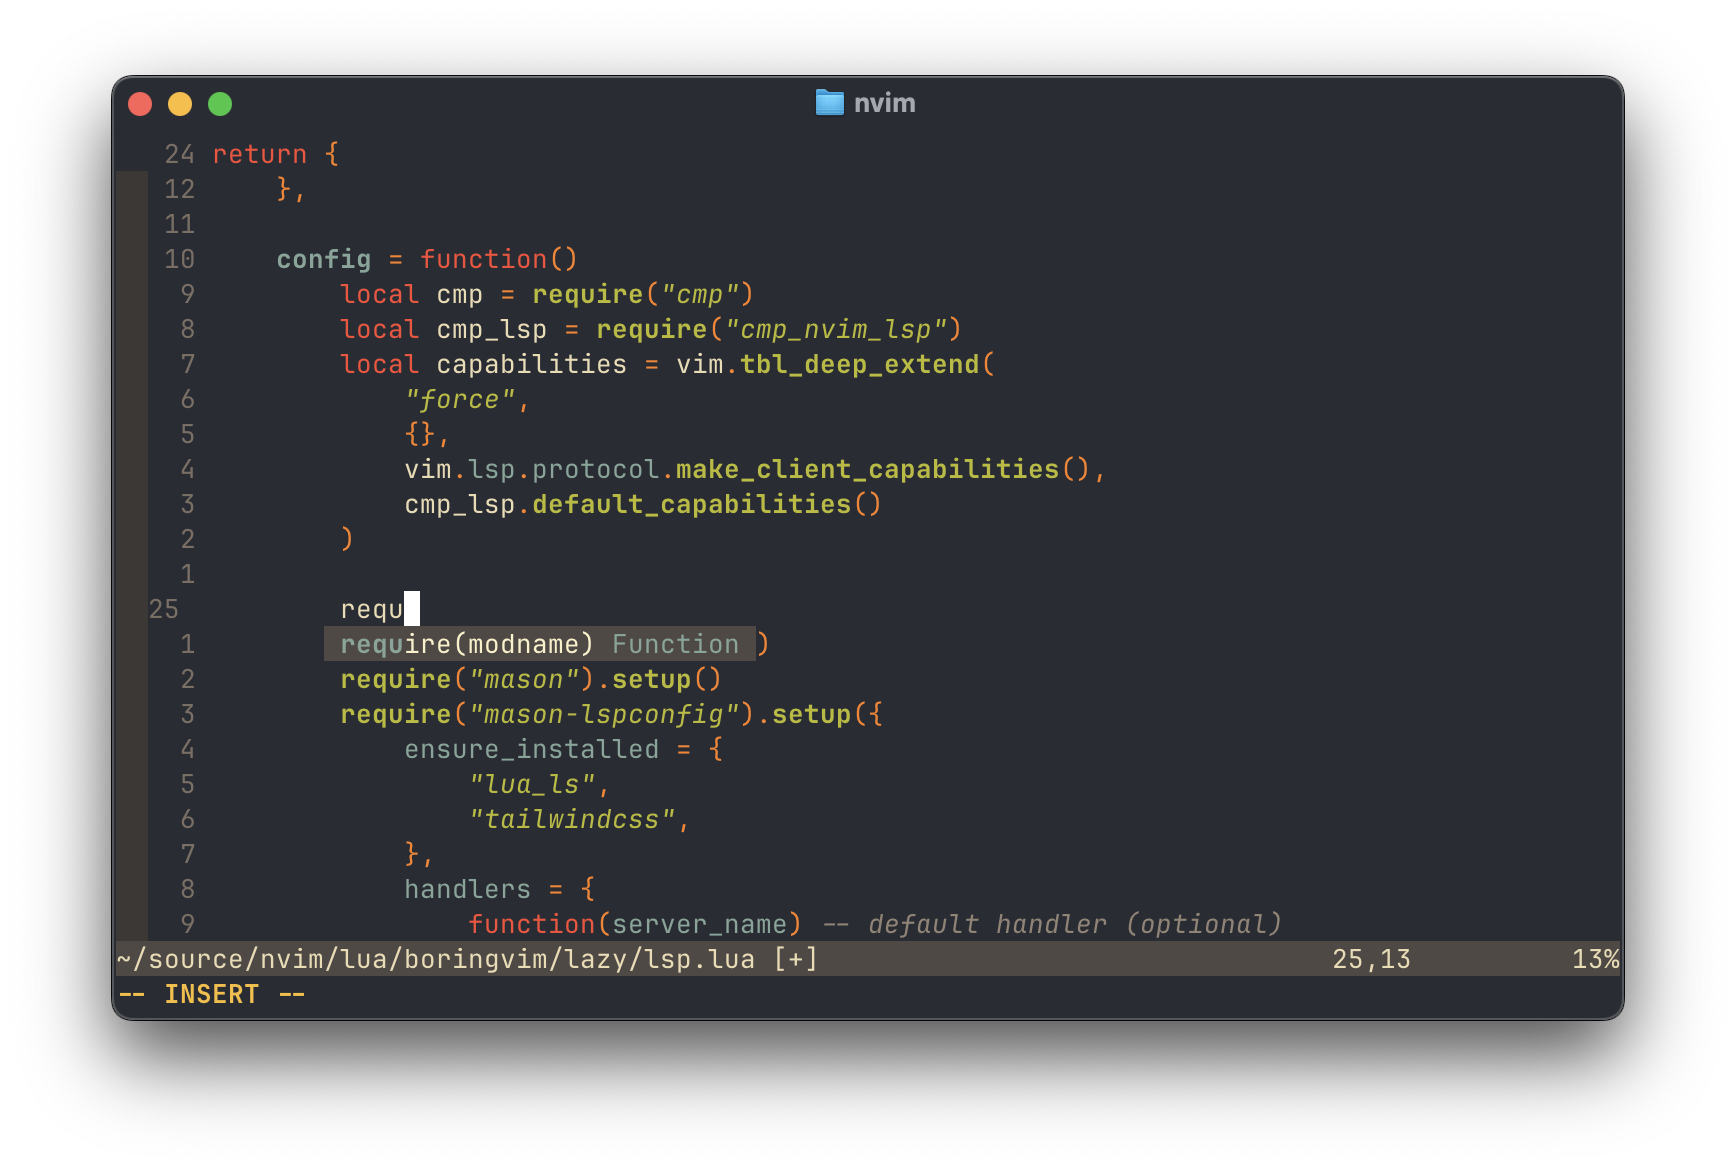 nvim
24 return {
12     },
11
10     config = function()
 9         local cmp = require("cmp")
 8         local cmp_lsp = require("cmp_nvim_lsp")
 7         local capabilities = vim.tbl_deep_extend(
 6             "force",
 5             {},
 4             vim.lsp.protocol.make_client_capabilities(),
 3             cmp_lsp.default_capabilities()
 2         )
 1
25         requ
 1         require(modname) Function )
 2         require("mason").setup()
 3         require("mason-lspconfig").setup({
 4             ensure_installed = {
 5                 "lua_ls",
 6                 "tailwindcss",
 7             },
 8             handlers = {
 9                 function(server_name) -- default handler (optional)
~/source/nvim/lua/boringvim/lazy/lsp.lua [+] 25,13 13%
-- INSERT --